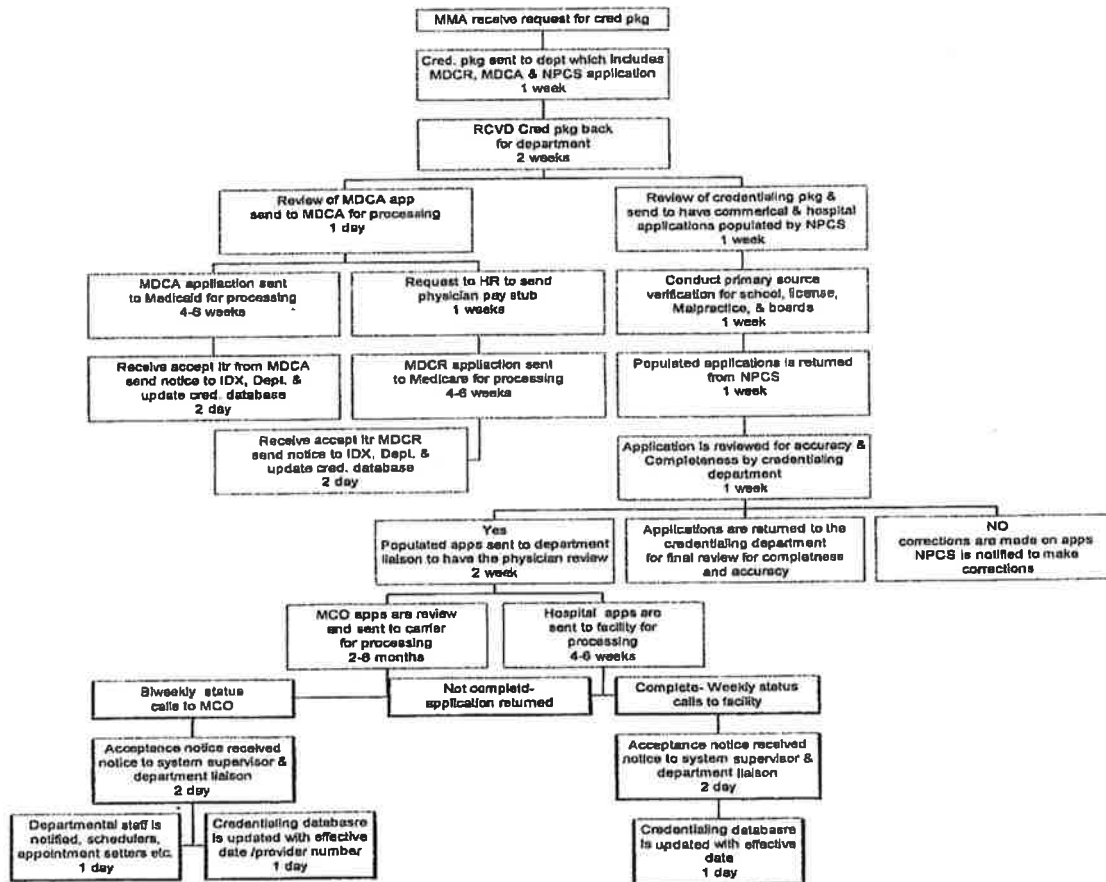 MMA receive request for cred pkg
Cred. pkg sent to dept which includes
MDCR, MDCA & NPCS application
1 week
RCVD Cred pkg back
for department
2 weeks
Review of MDCA app
send to MDCA for processing
1 day
Review of credentialing pkg &
send to have commerical & hospital
applications populated by NPCS
1 week
MDCA appliaction sent
to Medicaid for processing
4-6 weeks
Request to HR to send
physician pay stub
1 weeks
Conduct primary source
verification for school, license,
Malpractice, & boards
1 week
Receive accept ltr from MDCA
send notice to IDX, Dept. &
update cred. database
2 day
MDCR appliaction sent
to Medicare for processing
4-6 weeks
Populated applications is returned
from NPCS
1 week
Receive accept ltr MDCR
send notice to IDX, Dept. &
update cred. database
2 day
Application is reviewed for accuracy &
Completeness by credentialing
department
1 week
Yes
Populated apps sent to department
liaison to have the physician review
2 week
Applications are returned to the
credentialing department
for final review for completness
and accuracy
NO
corrections are made on apps
NPCS is notified to make
corrections
MCO apps are review
and sent to carrier
for processing
2-6 months
Hospital apps are
sent to facility for
processing
4-6 weeks
Biweekly status
calls to MCO
Not completd-
application returned
Complete- Weekly status
calls to facility
Acceptance notice received
notice to system supervisor &
department liaison
2 day
Acceptance notice received
notice to system supervisor &
department liaison
2 day
Departmental staff is
notified, schedulers,
appointment setters etc.
1 day
Credentialing databasre
is updated with effective
date /provider number
1 day
Credentialing databasre
is updated with effective
date
1 day